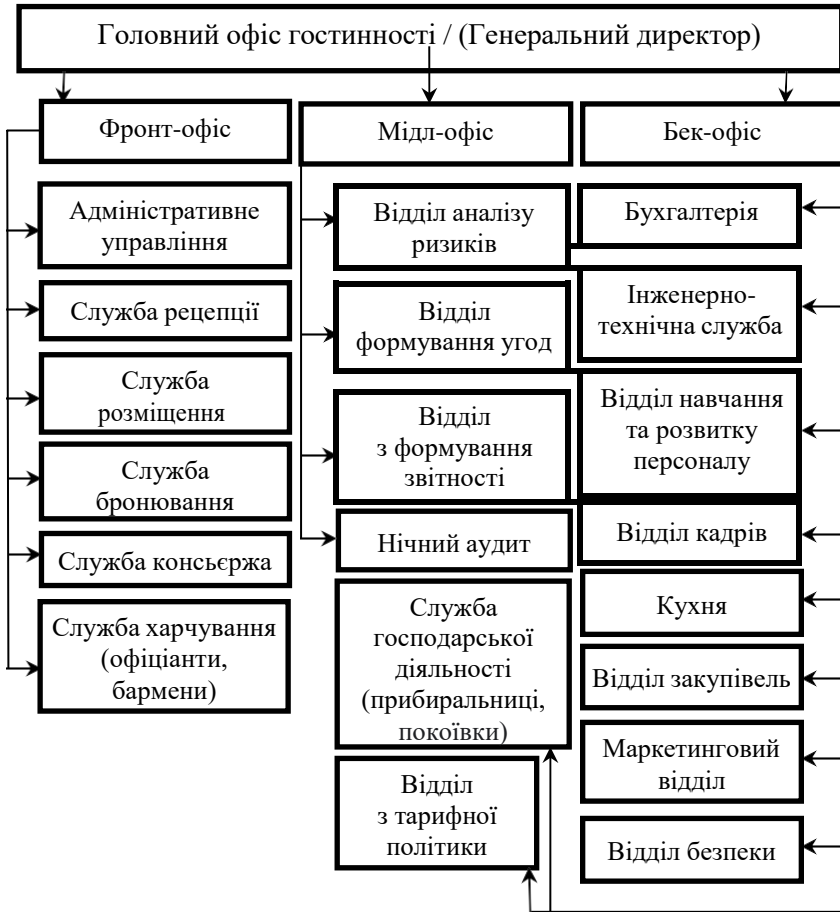 Головний офіс гостинності / (Генеральний директор)
Фронт-офіс
Адміністративне
управління
Служба рецепції
Служба
розміщення
Служба
бронювання
Служба консьєржа
Служба харчування
(офіціанти,
бармени)
Мідл-офіс
Відділ аналізу
ризиків
Відділ
формування угод
Відділ
з формування
звітності
Нічний аудит
Служба
господарської
діяльності
(прибиральниці,
покоївки)
Відділ
з тарифної
політики
Бек-офіс
Бухгалтерія
Інженерно-
технічна служба
Відділ навчання
та розвитку
персоналу
Відділ кадрів
Кухня
Відділ закупівель
Маркетинговий
відділ
Відділ безпеки